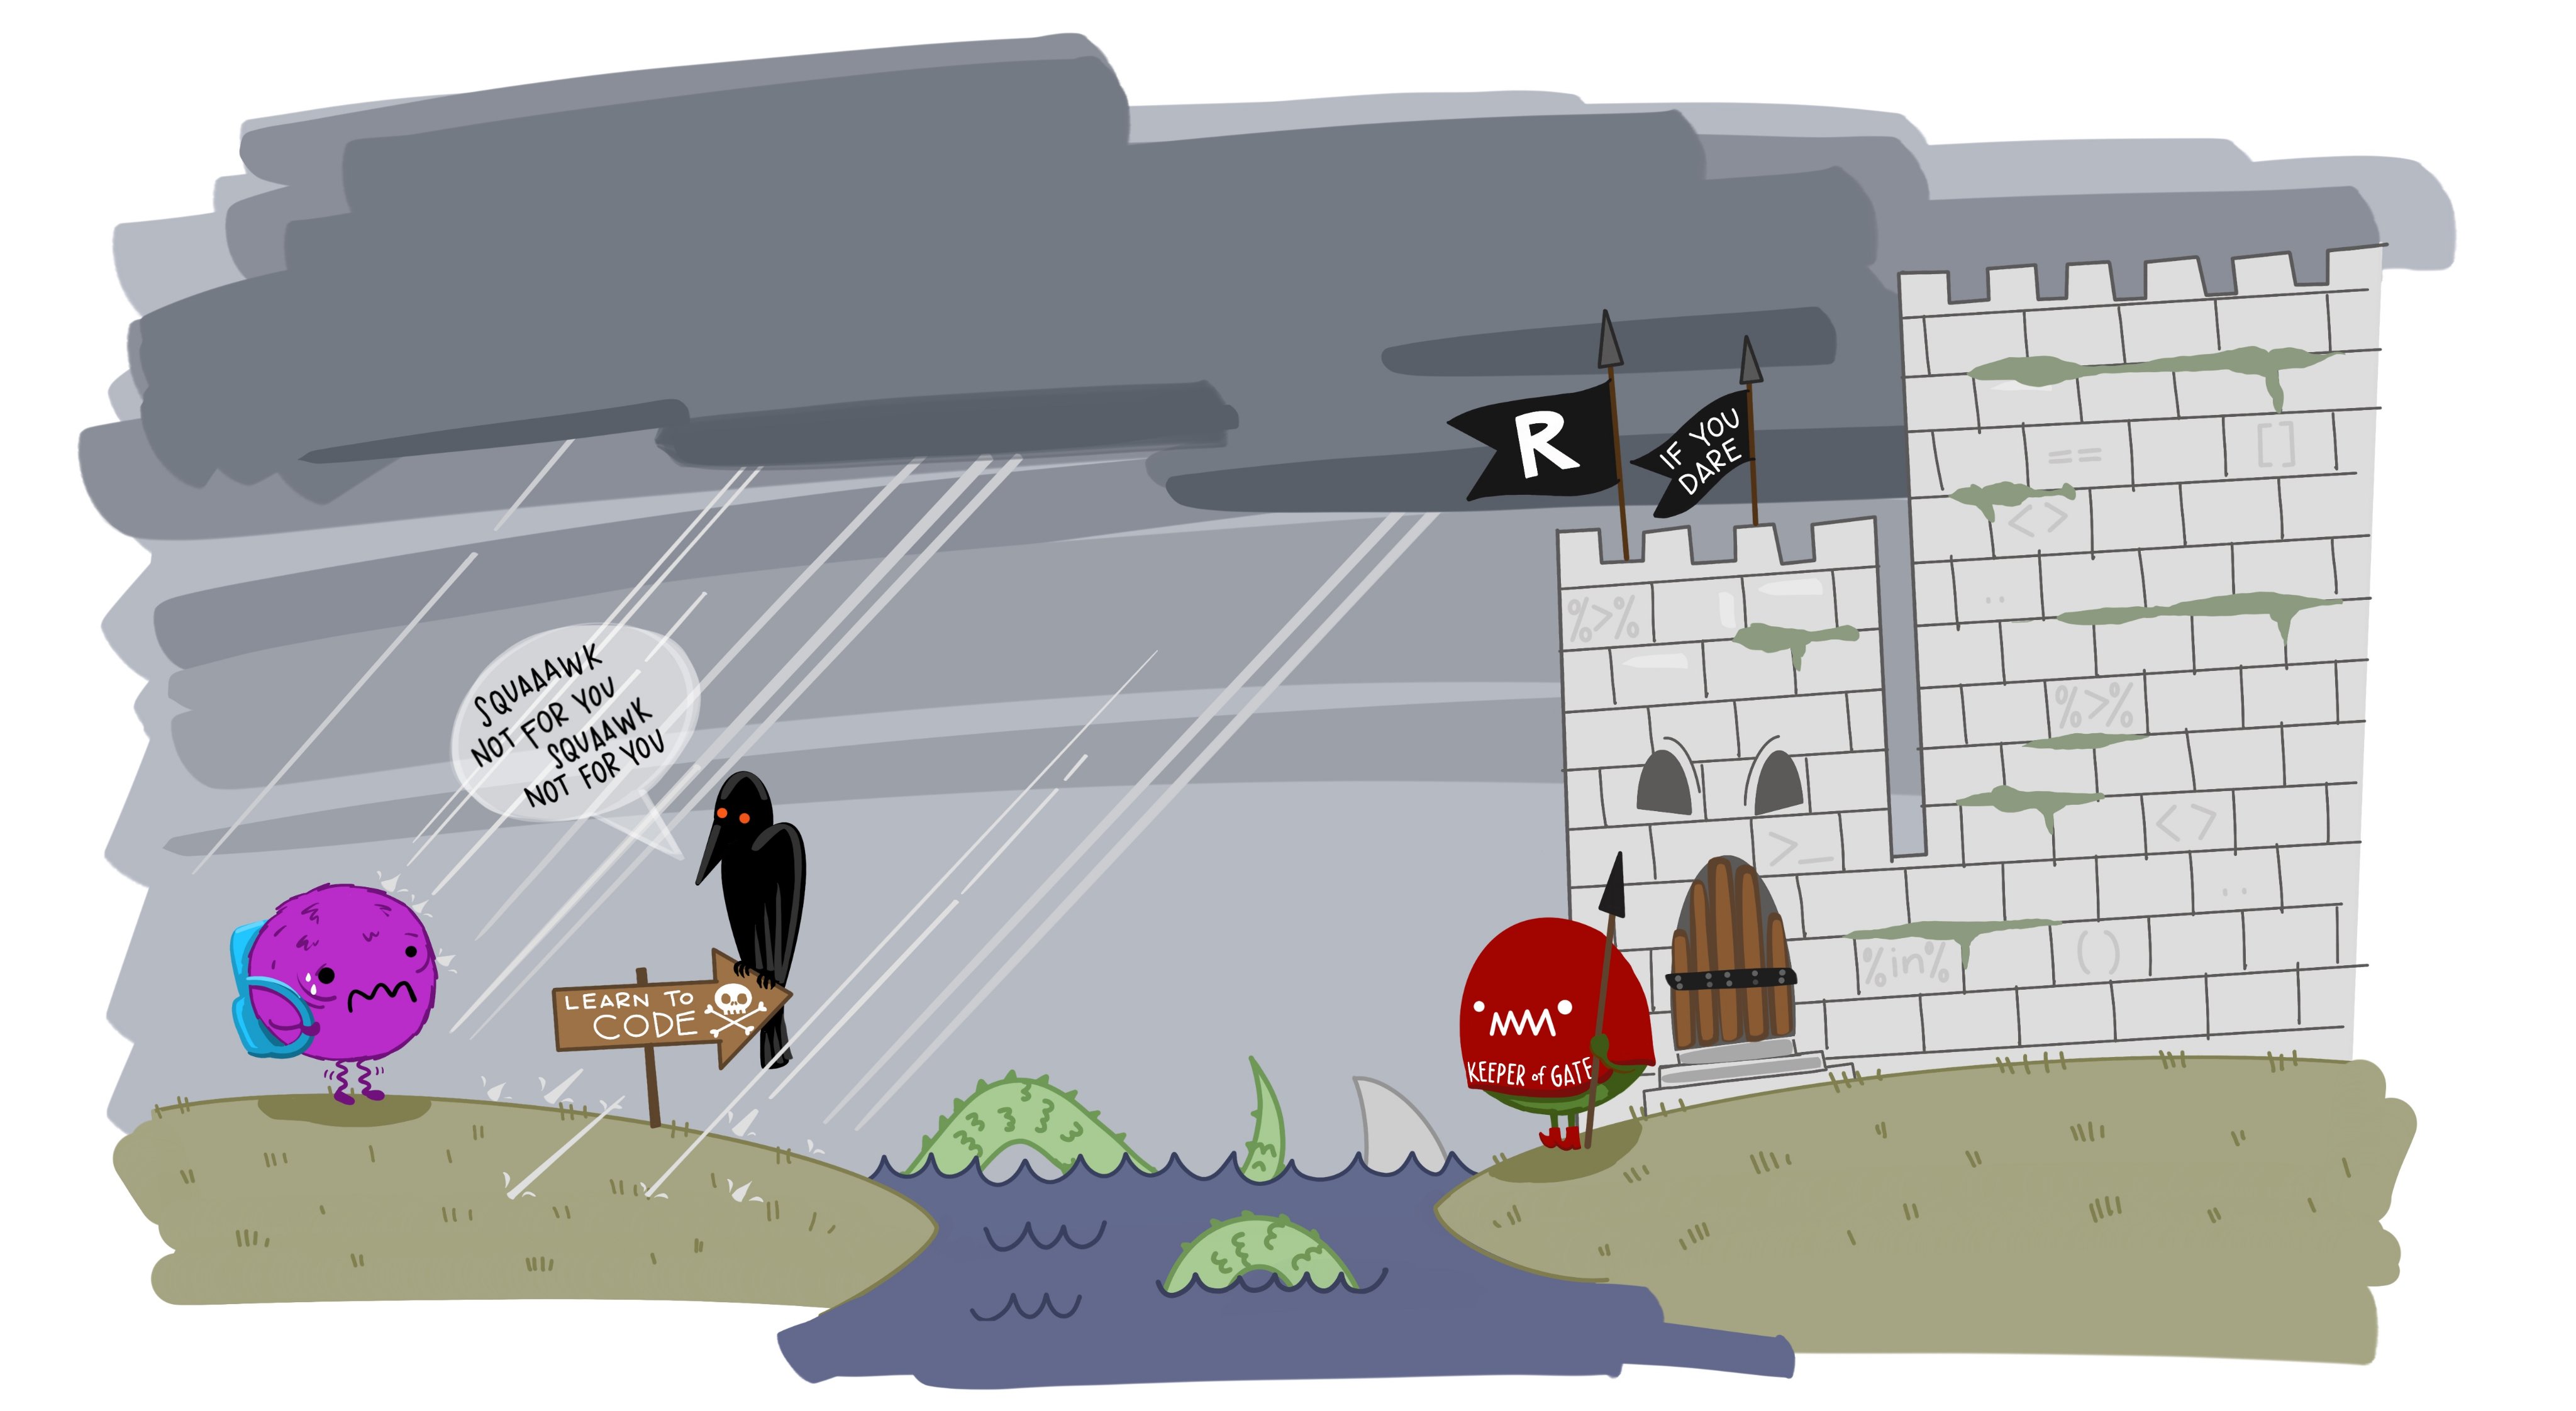 R
IF YOU
DARE
==
[]
<>
%>%
..
SQUAAAWK
NOT FOR YOU
SQUAAWK
NOT FOR YOU
%>%
<>
>_
..
%in%
()
LEARN TO
CODE
KEEPER of GATE